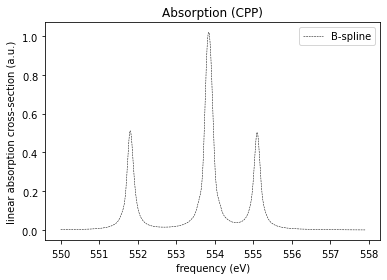 Absorption (CPP)
B-spline
linear absorption cross-section (a.u.)
1.0
0.8
0.6
0.4
0.2
0.0
550 551 552 553 554 555 556 557 558
frequency (eV)